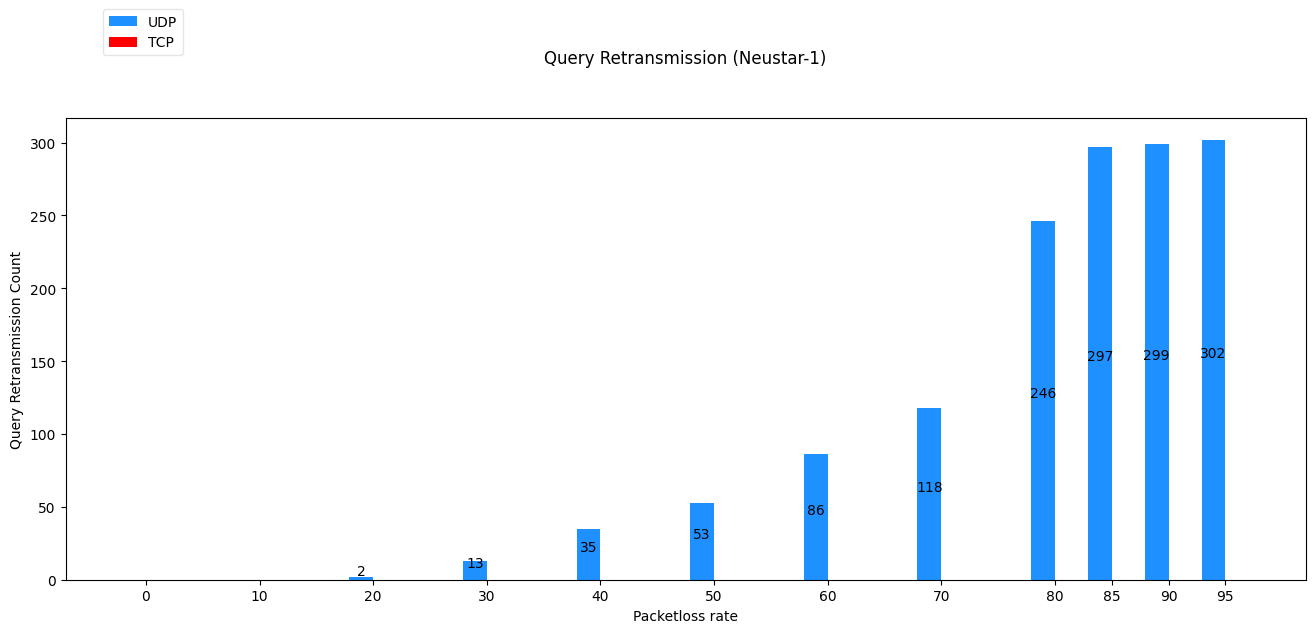 UDP
TCP
Query Retransmission (Neustar-1)
Query Retransmission Count
300
250
200
150
100
50
0
2
13
35
53
86
118
246
297
299
302
0 10 20 30 40 50 60 70 80 85 90 95
Packetloss rate